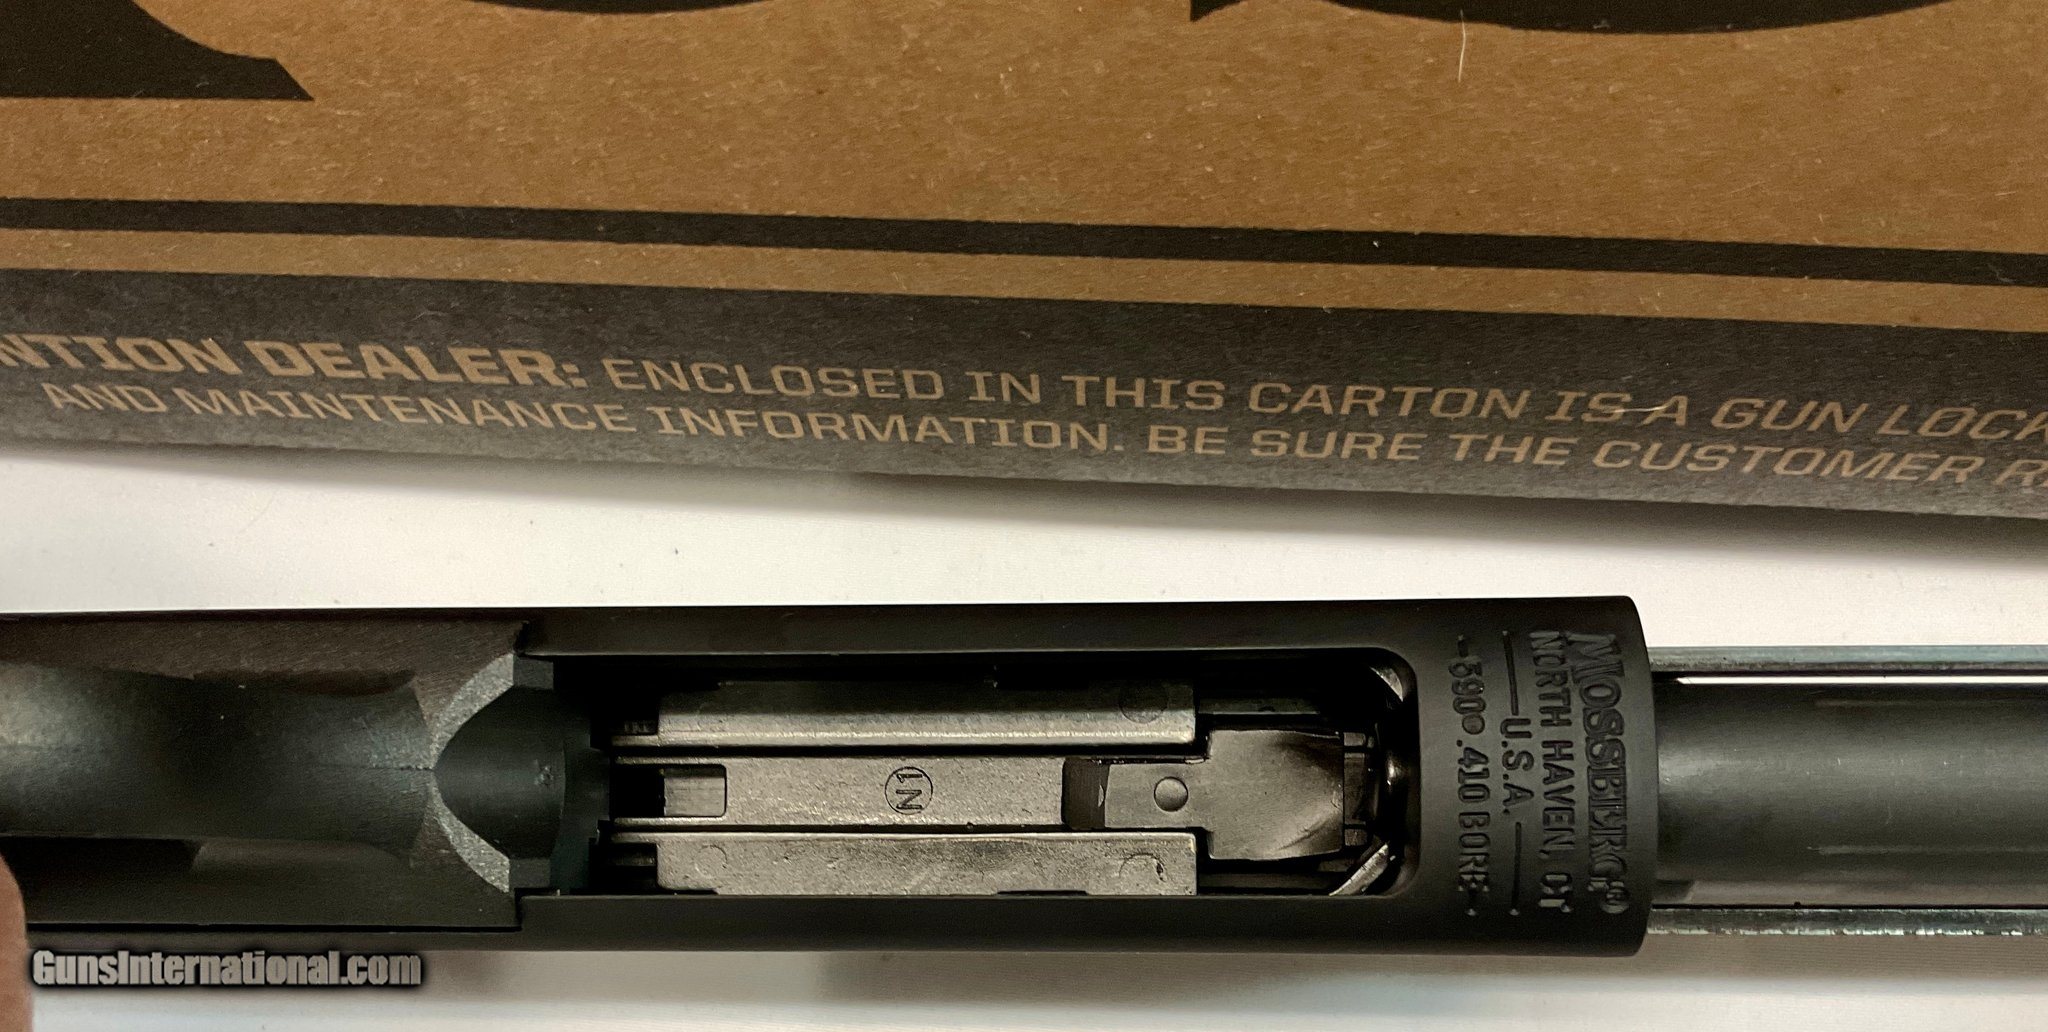 NTION DEALER: ENCLOSED IN THIS CARTON IS A GUN LOCK
AND MAINTENANCE INFORMATION. BE SURE THE CUSTOMER R
MOSSBERG®
NORTH HAVEN, CT
U.S.A.
590® .410 BORE
N1
GunsInternational.com